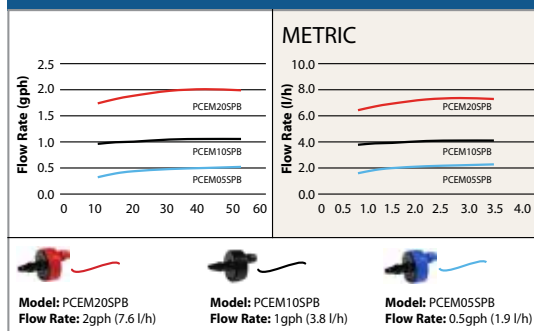 METRIC
Flow Rate (gph)
2.5
2.0
1.5
1.0
0.5
0.0
PCEM20SPB
PCEM10SPB
PCEM05SPB
0 10 20 30 40 50 60
Flow Rate (l/h)
10.0
8.0
6.0
4.0
2.0
0.0
PCEM20SPB
PCEM10SPB
PCEM05SPB
0 0.5 1.0 1.5 2.0 2.5 3.0 3.5 4.0
Model: PCEM20SPB
Flow Rate: 2gph (7.6 l/h)
Model: PCEM10SPB
Flow Rate: 1gph (3.8 l/h)
Model: PCEM05SPB
Flow Rate: 0.5gph (1.9 l/h)